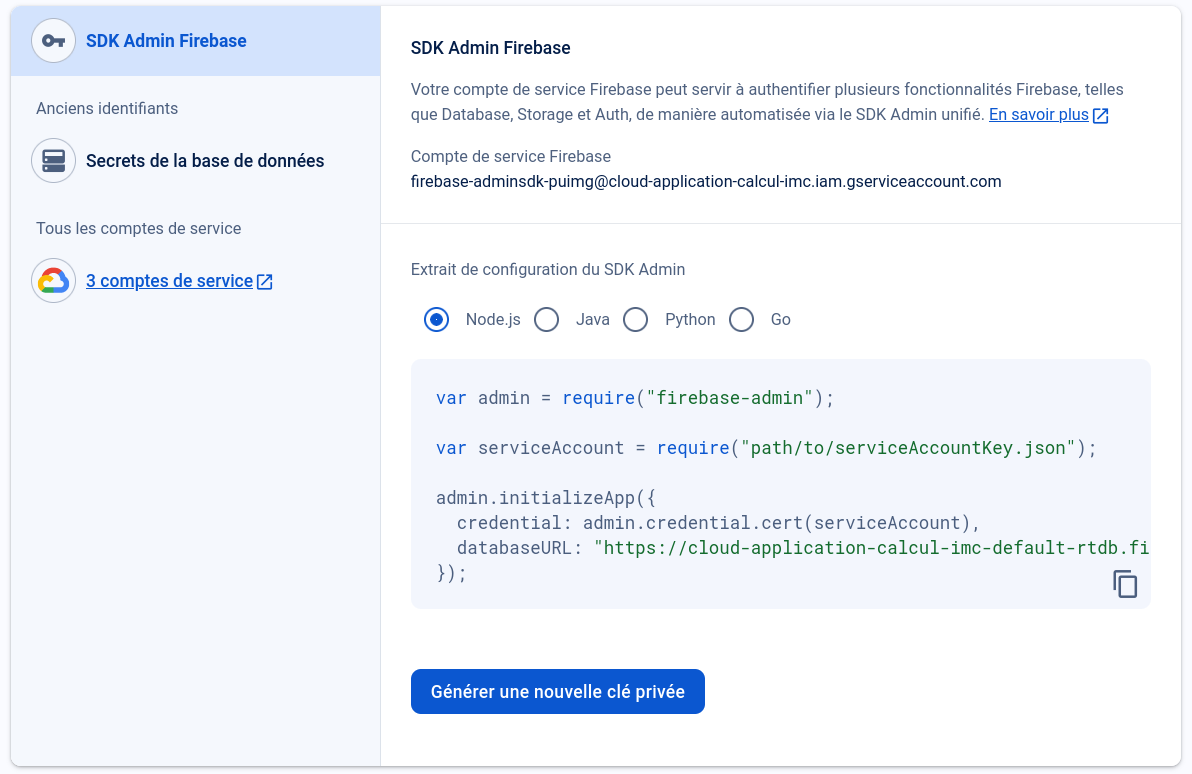 SDK Admin Firebase
Anciens identifiants
Secrets de la base de données
Tous les comptes de service
3 comptes de service
SDK Admin Firebase
Votre compte de service Firebase peut servir à authentifier plusieurs fonctionnalités Firebase, telles
que Database, Storage et Auth, de manière automatisée via le SDK Admin unifié. En savoir plus
Compte de service Firebase
firebase-adminsdk-puimg@cloud-application-calcul-imc.iam.gserviceaccount.com
Extrait de configuration du SDK Admin
Node.js Java Python Go
var admin = require("firebase-admin");
var serviceAccount = require("path/to/serviceAccountKey.json");
admin.initializeApp({
  credential: admin.credential.cert(serviceAccount),
  databaseURL: "https://cloud-application-calcul-imc-default-rtdb.fi
});
Générer une nouvelle clé privée